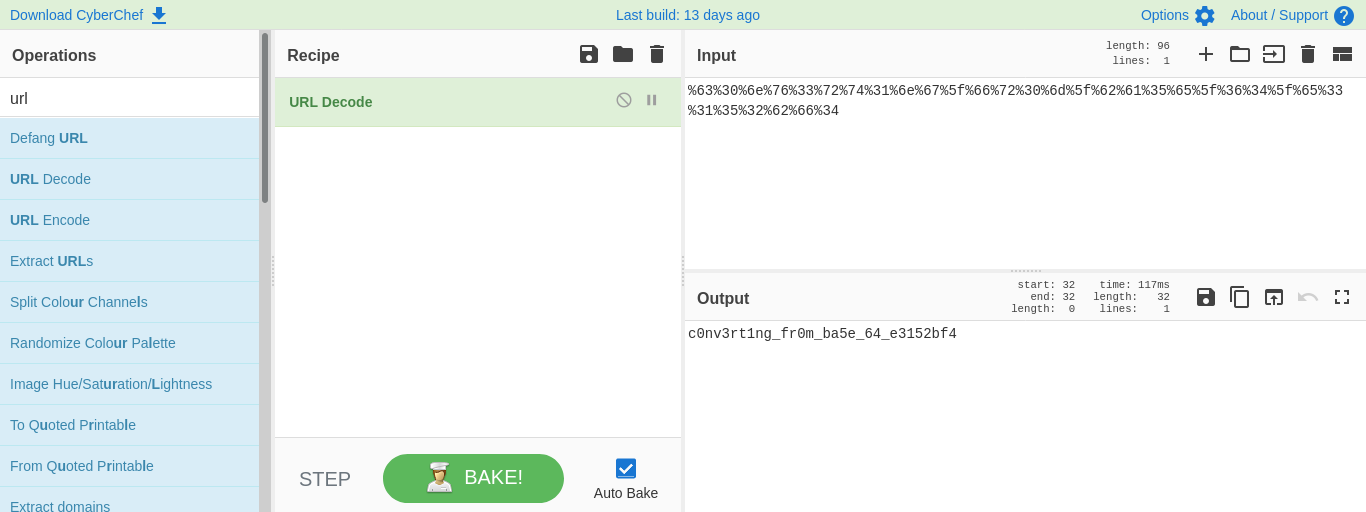 Download CyberChef
Last build: 13 days ago
Options
About / Support
Operations
url
Defang URL
URL Decode
URL Encode
Extract URLs
Split Colour Channels
Randomize Colour Palette
Image Hue/Saturation/Lightness
To Quoted Printable
From Quoted Printable
Extract domains
Recipe
URL Decode
STEP
BAKE!
Auto Bake
Input
length: 96
lines: 1
%63%30%6e%76%33%72%74%31%6e%67%5f%66%72%30%6d%5f%62%61%35%65%5f%36%34%5f%65%33
%31%35%32%62%66%34
Output
start: 32 time: 117ms
end: 32 length: 32
length: 0 lines: 1
c0nv3rt1ng_fr0m_ba5e_64_e3152bf4